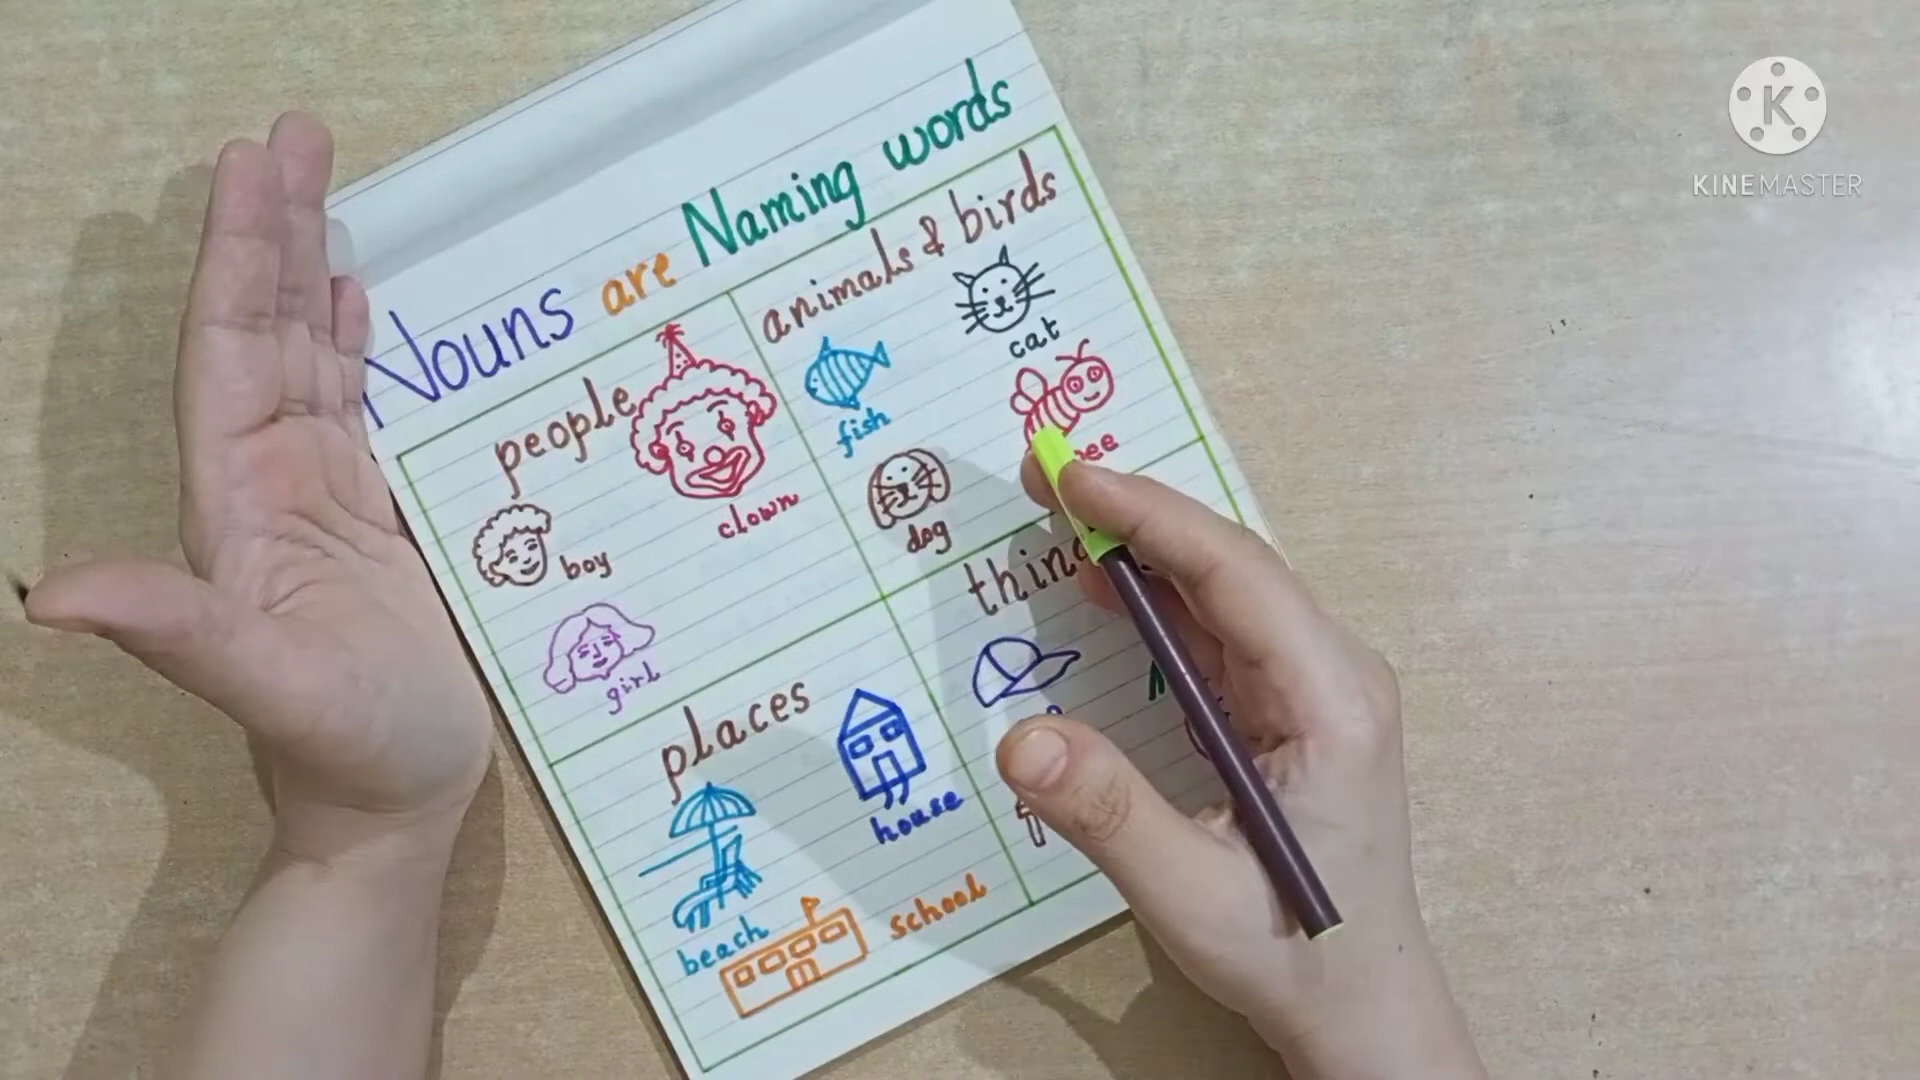 Nouns are Naming words
people
clown
boy
girl
animals & birds
cat
fish
dog
places
house
beach
school
KINEMASTER